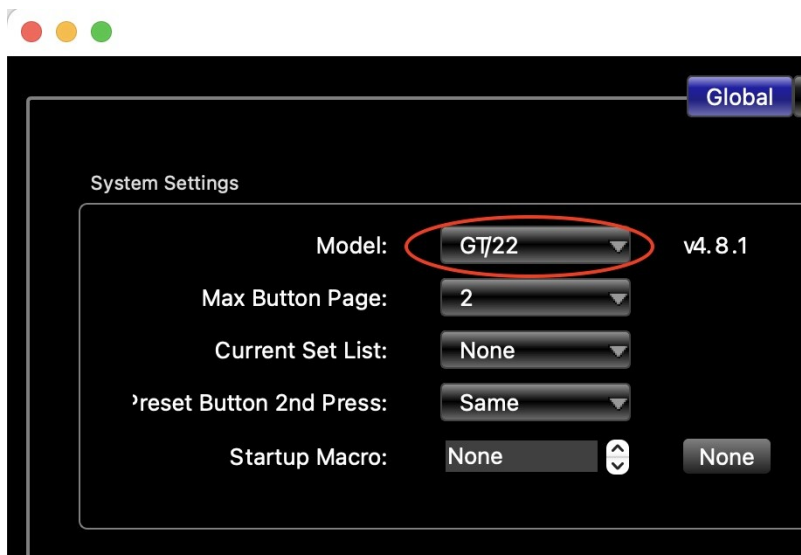 Global
System Settings
Model: GT/22 v4.8.1
Max Button Page: 2
Current Set List: None
Preset Button 2nd Press: Same
Startup Macro: None None